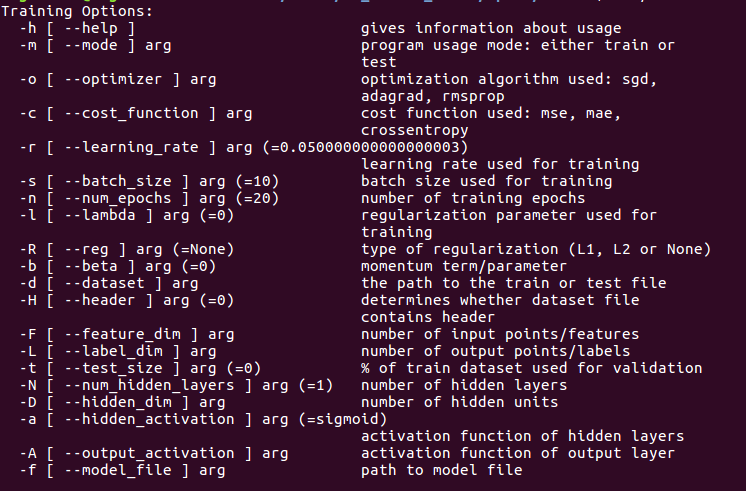 Training Options:
-h [ --help ] gives information about usage
-m [ --mode ] arg program usage mode: either train or
test
-o [ --optimizer ] arg optimization algorithm used: sgd,
adagrad, rmsprop
-c [ --cost_function ] arg cost function used: mse, mae,
crossentropy
-r [ --learning_rate ] arg (=0.050000000000000003)
learning rate used for training
-s [ --batch_size ] arg (=10) batch size used for training
-n [ --num_epochs ] arg (=20) number of training epochs
-l [ --lambda ] arg (=0) regularization parameter used for
training
-R [ --reg ] arg (=None) type of regularization (L1, L2 or None)
-b [ --beta ] arg (=0) momentum term/parameter
-d [ --dataset ] arg the path to the train or test file
-H [ --header ] arg (=0) determines whether dataset file
contains header
-F [ --feature_dim ] arg number of input points/features
-L [ --label_dim ] arg number of output points/labels
-t [ --test_size ] arg (=0) % of train dataset used for validation
-N [ --num_hidden_layers ] arg (=1) number of hidden layers
-D [ --hidden_dim ] arg number of hidden units
-a [ --hidden_activation ] arg (=sigmoid)
activation function of hidden layers
-A [ --output_activation ] arg activation function of output layer
-f [ --model_file ] arg path to model file